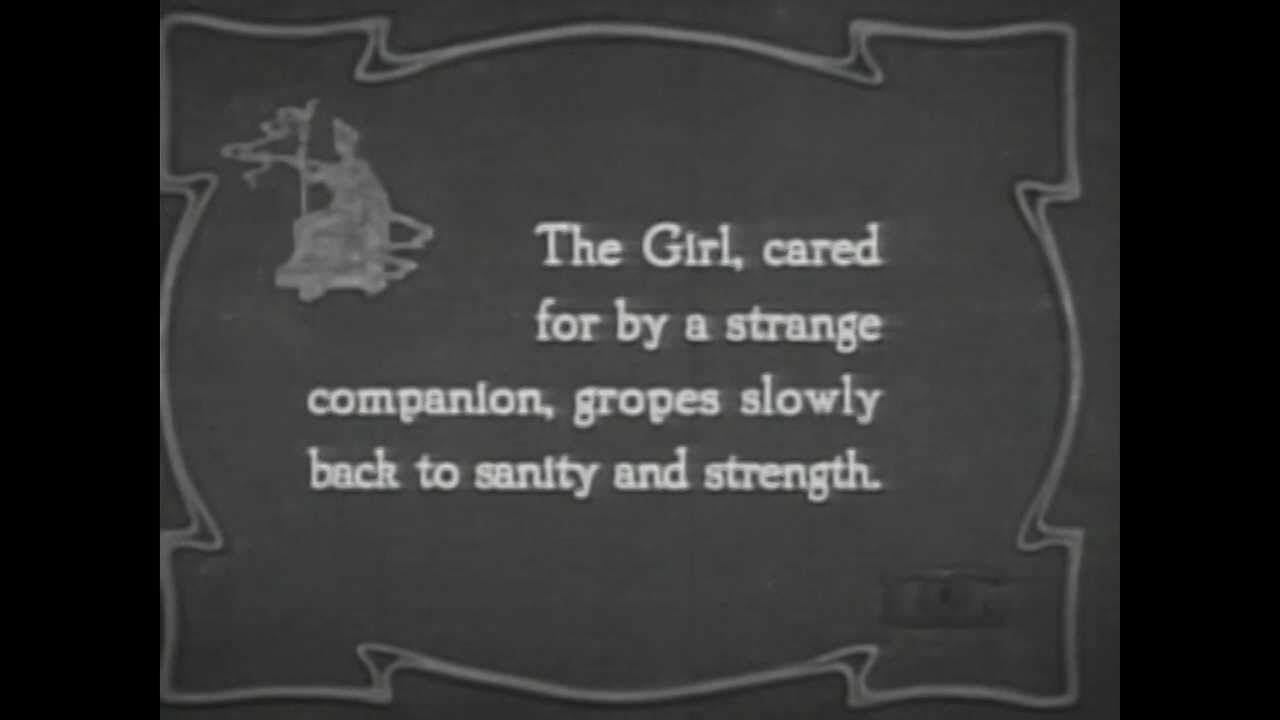 The Girl, cared
for by a strange
companion, gropes slowly
back to sanity and strength.